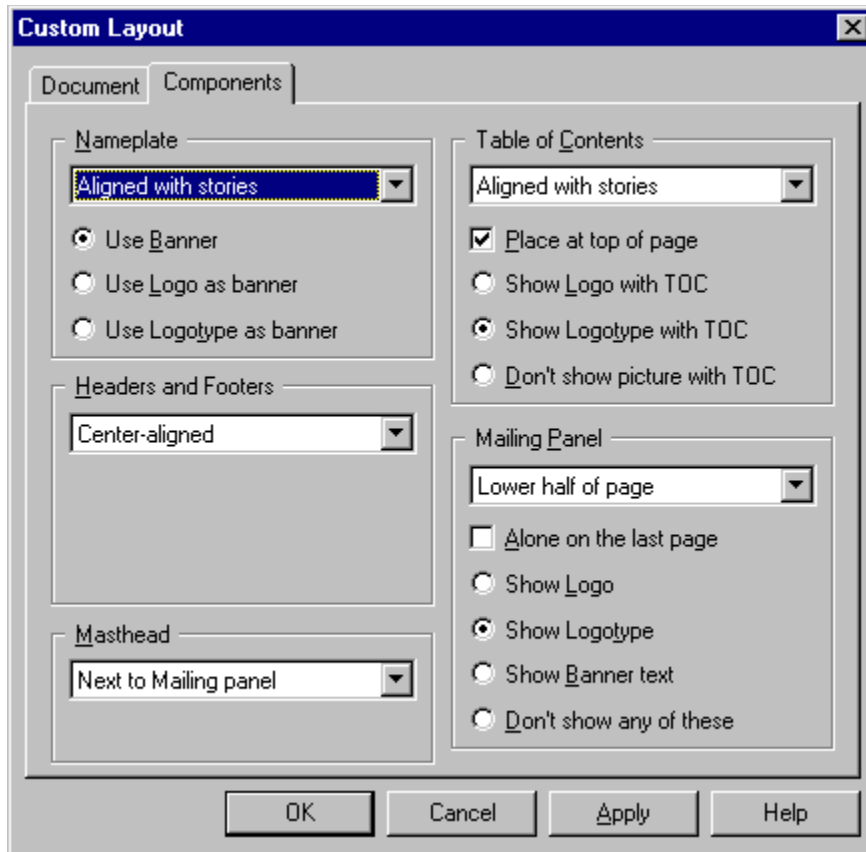 Custom Layout
Document
Components
Nameplate
Aligned with stories
Use Banner
Use Logo as banner
Use Logotype as banner
Headers and Footers
Center-aligned
Masthead
Next to Mailing panel
Table of Contents
Aligned with stories
Place at top of page
Show Logo with TOC
Show Logotype with TOC
Don't show picture with TOC
Mailing Panel
Lower half of page
Alone on the last page
Show Logo
Show Logotype
Show Banner text
Don't show any of these
OK
Cancel
Apply
Help